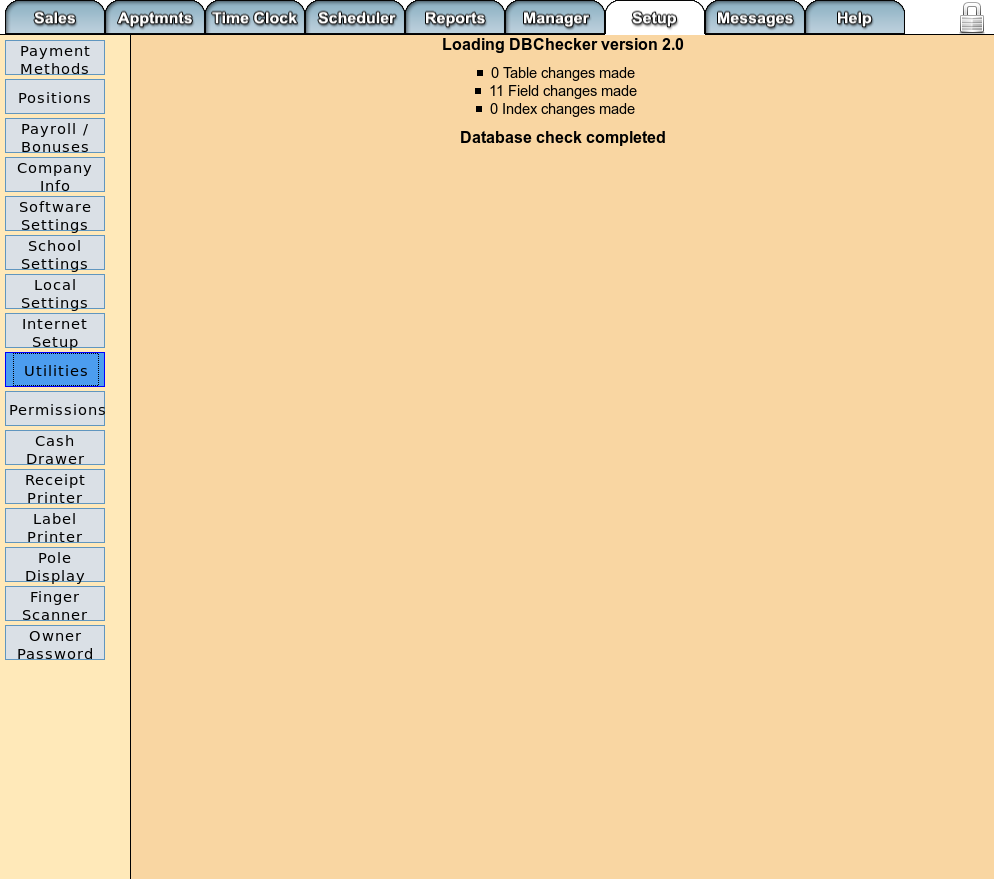 Sales Apptmnts Time Clock Scheduler Reports Manager Setup Messages Help
Payment
Methods
Positions
Payroll /
Bonuses
Company
Info
Software
Settings
School
Settings
Local
Settings
Internet
Setup
Utilities
Permissions
Cash
Drawer
Receipt
Printer
Label
Printer
Pole
Display
Finger
Scanner
Owner
Password
Loading DBChecker version 2.0
0 Table changes made
11 Field changes made
0 Index changes made
Database check completed